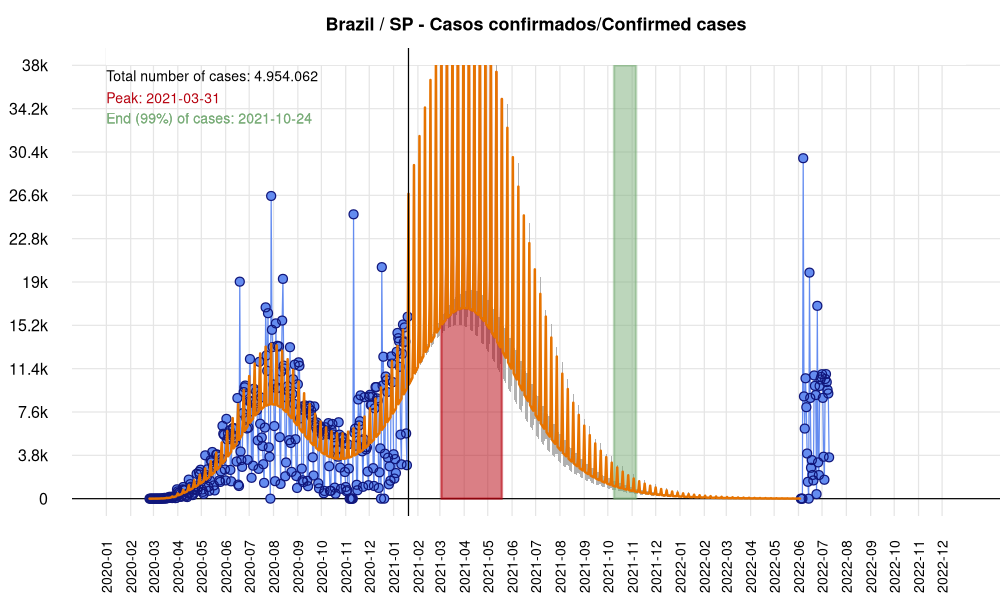 Brazil / SP - Casos confirmados/Confirmed cases
Total number of cases: 4.954.062
Peak: 2021-03-31
End (99%) of cases: 2021-10-24
38k
34.2k
30.4k
26.6k
22.8k
19k
15.2k
11.4k
7.6k
3.8k
0
2020-01
2020-02
2020-03
2020-04
2020-05
2020-06
2020-07
2020-08
2020-09
2020-10
2020-11
2020-12
2021-01
2021-02
2021-03
2021-04
2021-05
2021-06
2021-07
2021-08
2021-09
2021-10
2021-11
2021-12
2022-01
2022-02
2022-03
2022-04
2022-05
2022-06
2022-07
2022-08
2022-09
2022-10
2022-11
2022-12